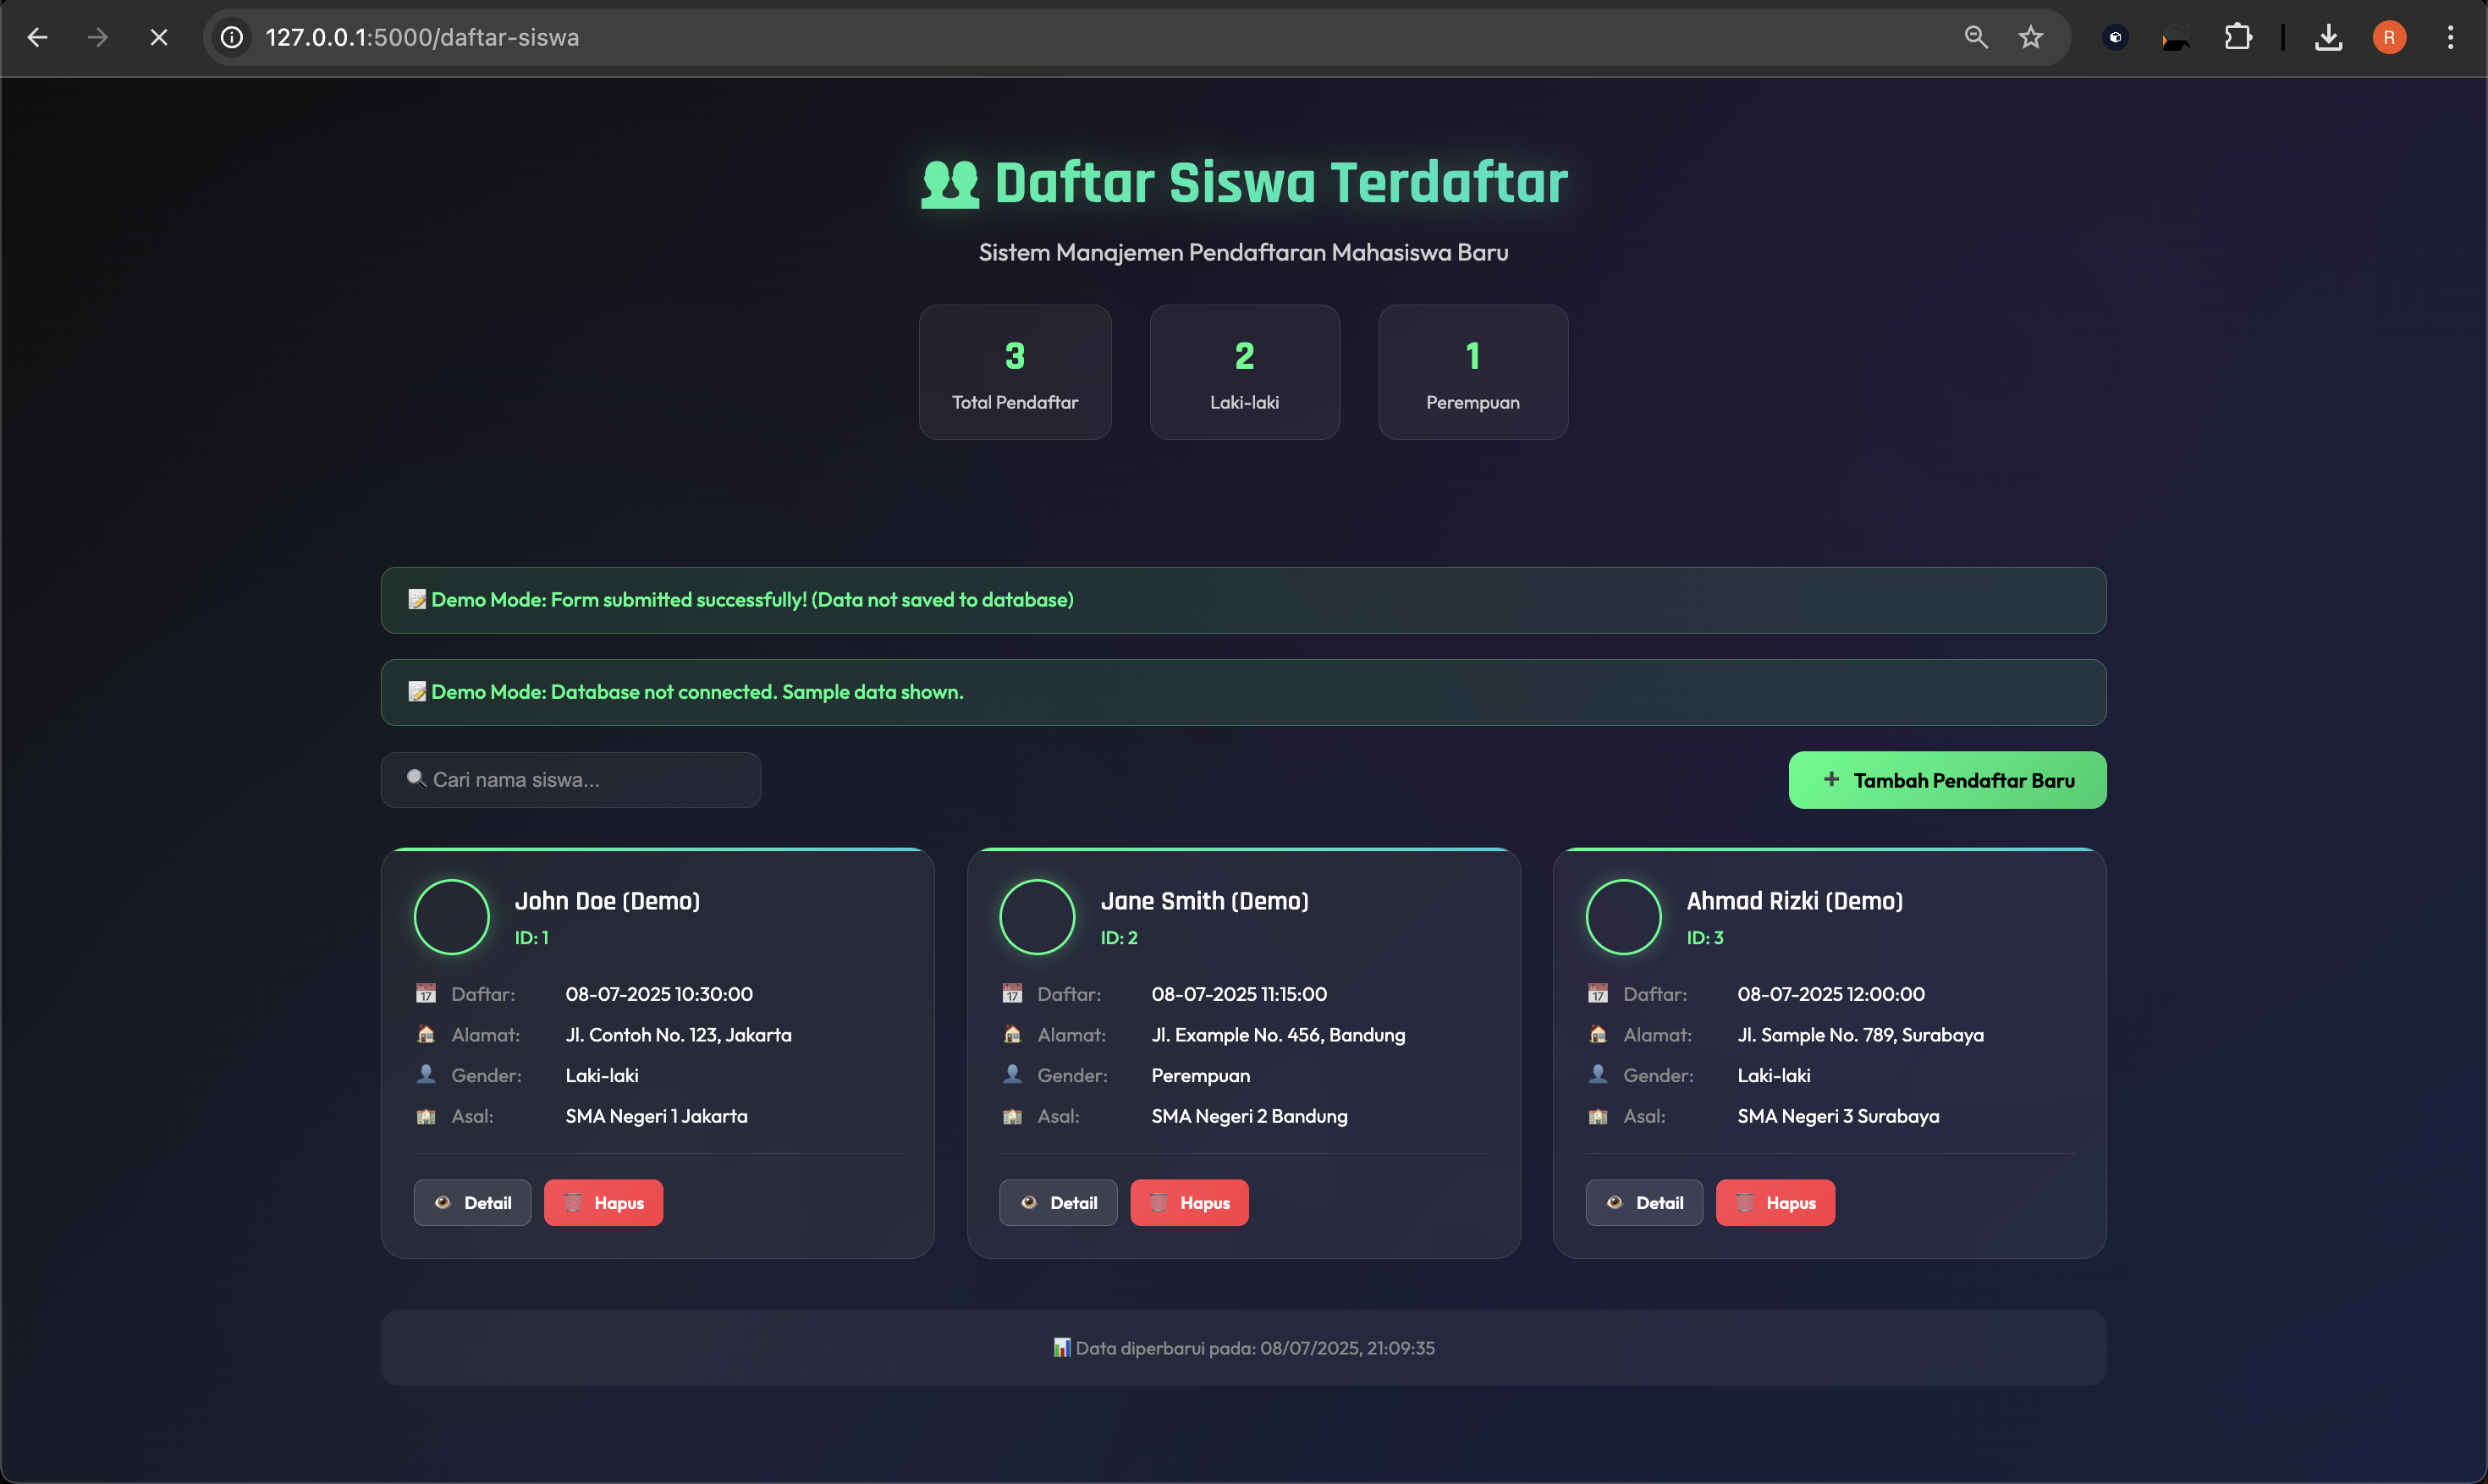 127.0.0.1:5000/daftar-siswa
R
👥 Daftar Siswa Terdaftar
Sistem Manajemen Pendaftaran Mahasiswa Baru
3
Total Pendaftar
2
Laki-laki
1
Perempuan
📝 Demo Mode: Form submitted successfully! (Data not saved to database)
📝 Demo Mode: Database not connected. Sample data shown.
🔍 Cari nama siswa...
➕ Tambah Pendaftar Baru
John Doe (Demo)
ID: 1
📅 Daftar: 08-07-2025 10:30:00
🏠 Alamat: Jl. Contoh No. 123, Jakarta
👤 Gender: Laki-laki
🏫 Asal: SMA Negeri 1 Jakarta
👁️ Detail
🗑️ Hapus
Jane Smith (Demo)
ID: 2
📅 Daftar: 08-07-2025 11:15:00
🏠 Alamat: Jl. Example No. 456, Bandung
👤 Gender: Perempuan
🏫 Asal: SMA Negeri 2 Bandung
👁️ Detail
🗑️ Hapus
Ahmad Rizki (Demo)
ID: 3
📅 Daftar: 08-07-2025 12:00:00
🏠 Alamat: Jl. Sample No. 789, Surabaya
👤 Gender: Laki-laki
🏫 Asal: SMA Negeri 3 Surabaya
👁️ Detail
🗑️ Hapus
📊 Data diperbarui pada: 08/07/2025, 21:09:35